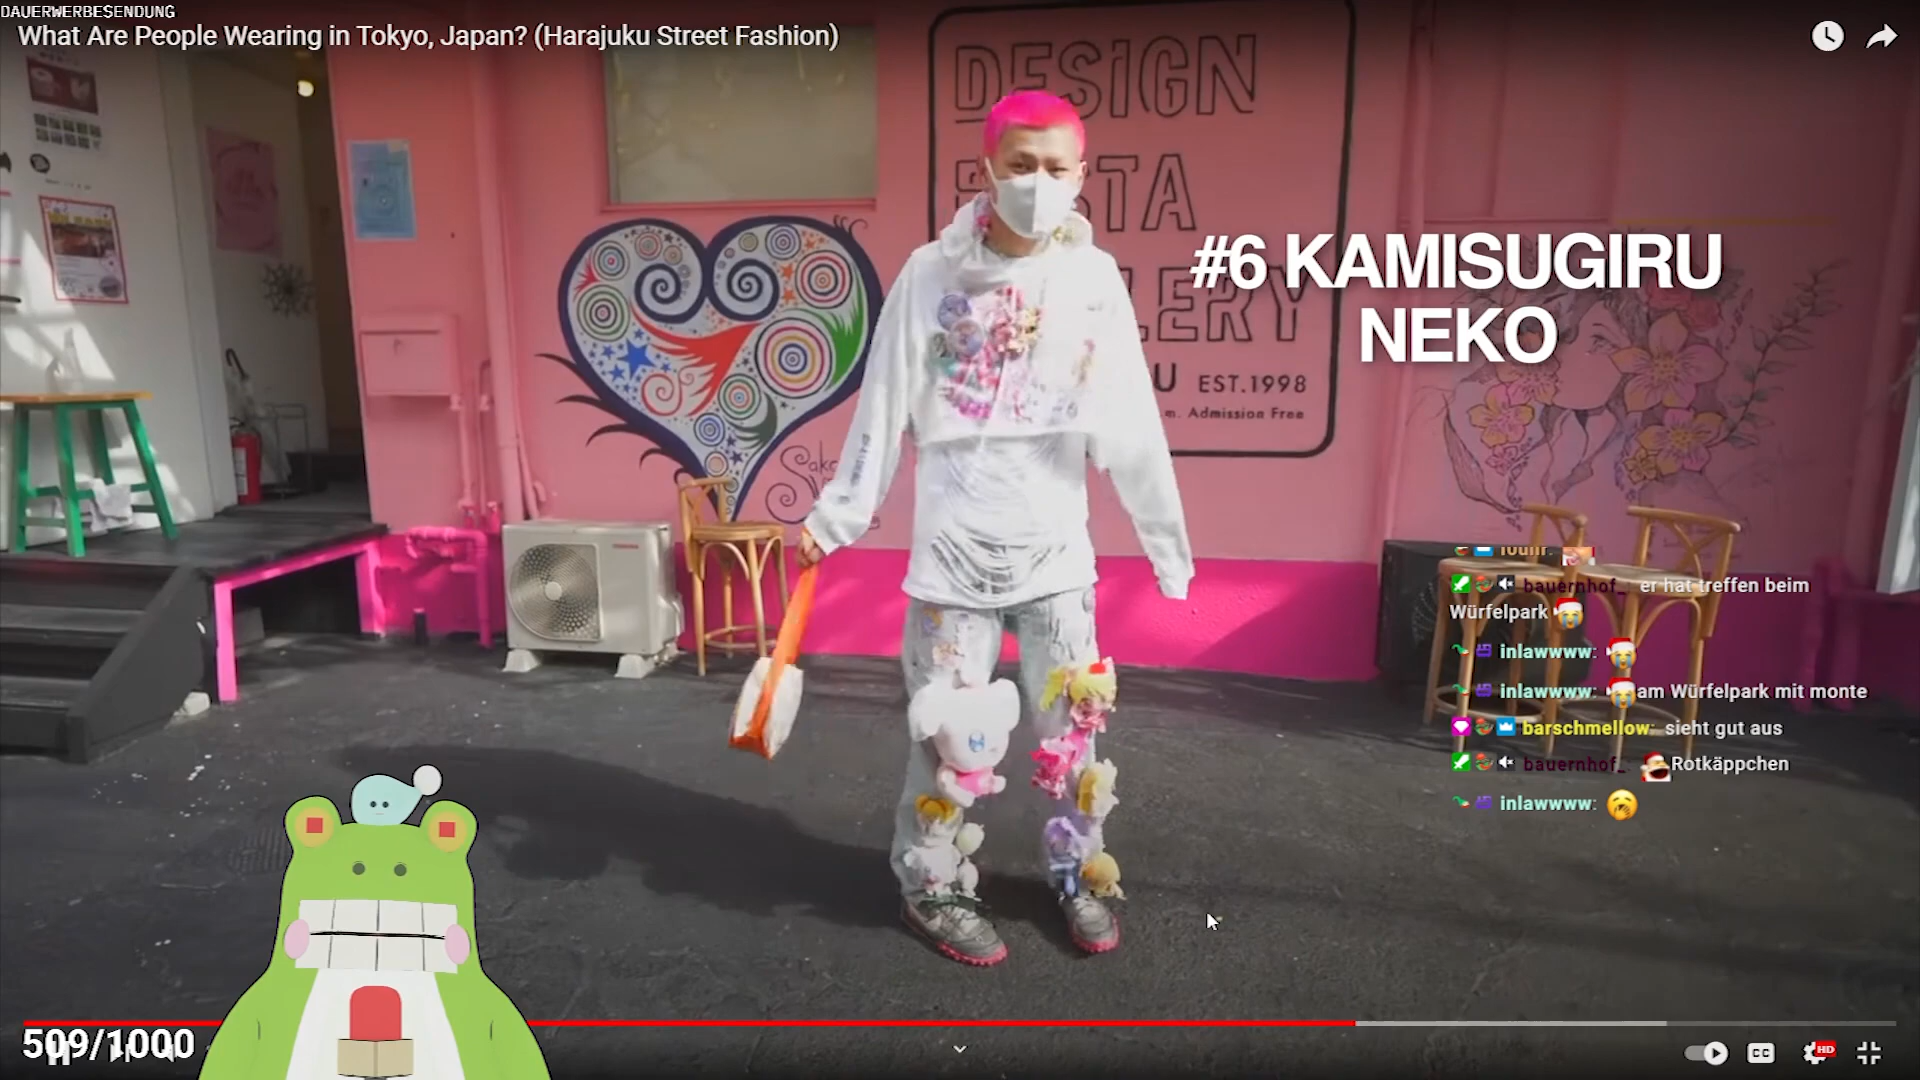 DAUERWERBESENDUNG
What Are People Wearing in Tokyo, Japan? (Harajuku Street Fashion)
DESIGN
#6 KAMISUGIRU
NEKO
EST.1998
Admission Free
bauernhof_: er hat treffen beim
Würfelpark
inlawwww:
inlawwww: am Würfelpark mit monte
barschmellow: sieht gut aus
bauernhof_: Rotkäppchen
inlawwww:
509/1000
CC
HD